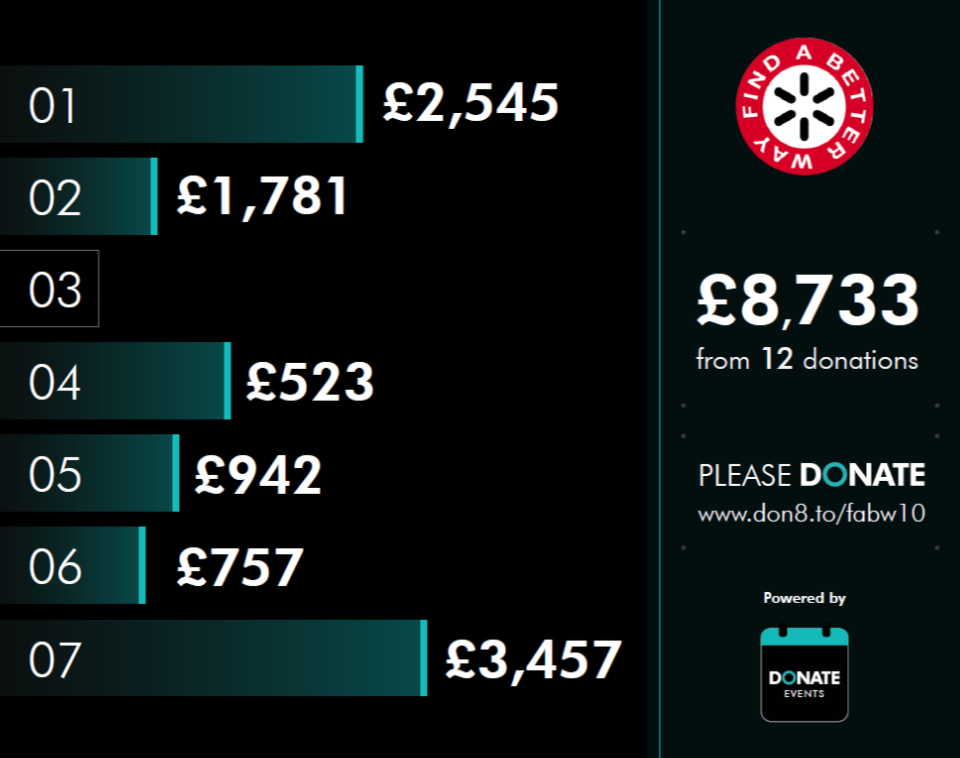 01 £2,545
02 £1,781
03
04 £523
05 £942
06 £757
07 £3,457
FIND A BETTER WAY
£8,733
from 12 donations
PLEASE DONATE
www.don8.to/fabw10
Powered by
DONATE
EVENTS